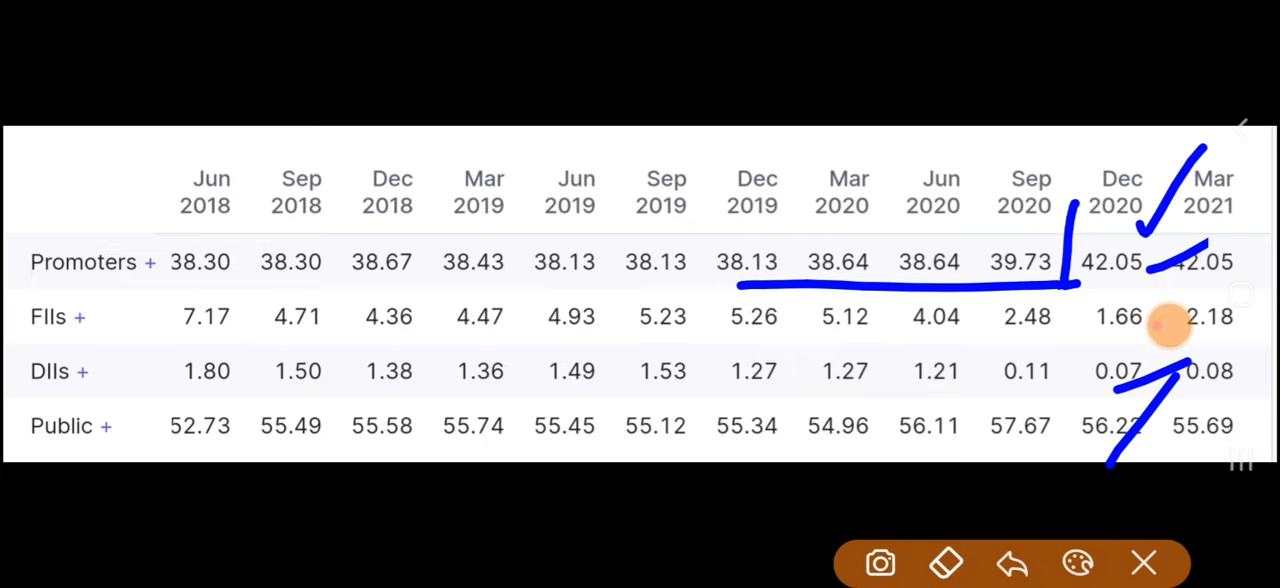 Jun Sep Dec Mar Jun Sep Dec Mar Jun Sep Dec Mar
2018 2018 2018 2019 2019 2019 2019 2020 2020 2020 2020 2021
Promoters + 38.30 38.30 38.67 38.43 38.13 38.13 38.13 38.64 38.64 39.73 42.05 42.05
FIIs + 7.17 4.71 4.36 4.47 4.93 5.23 5.26 5.12 4.04 2.48 1.66 2.18
DIIs + 1.80 1.50 1.38 1.36 1.49 1.53 1.27 1.27 1.21 0.11 0.07 0.08
Public + 52.73 55.49 55.58 55.74 55.45 55.12 55.34 54.96 56.11 57.67 56.22 55.69